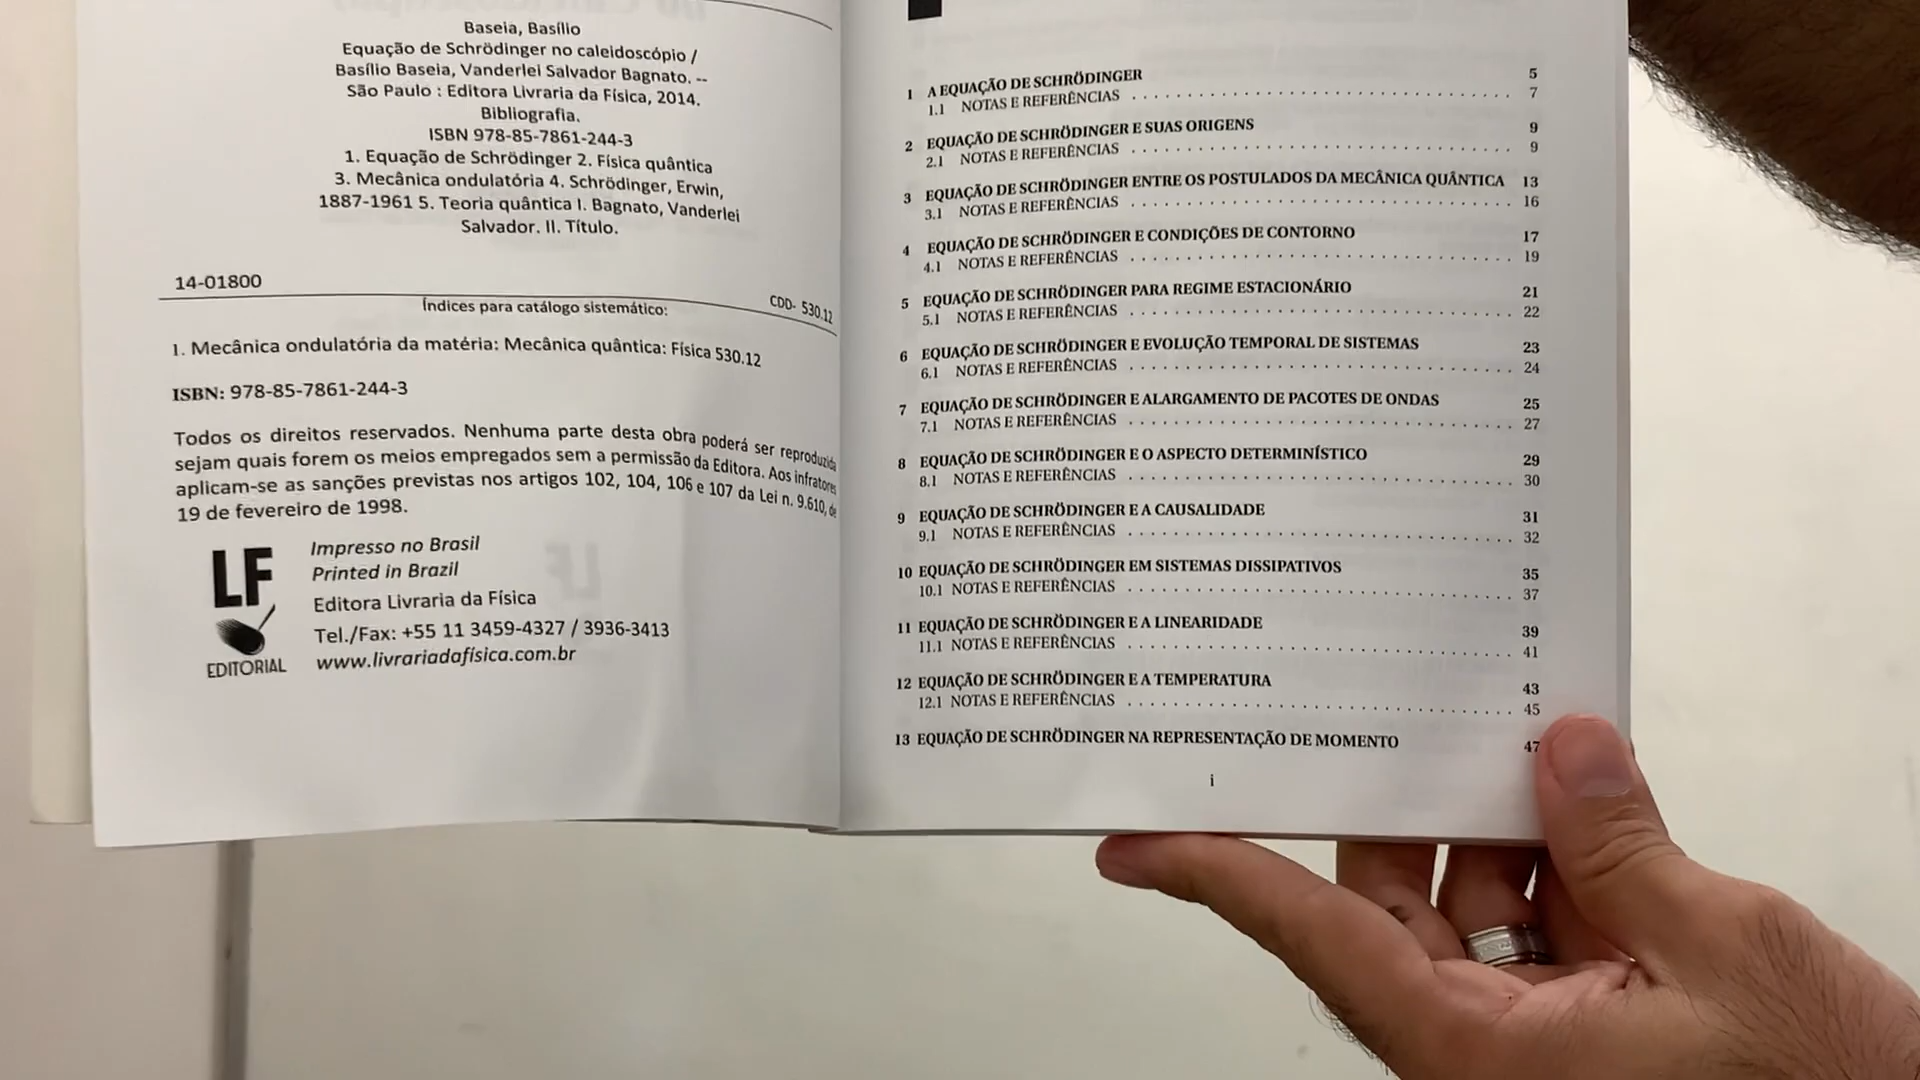 Baseia, Basílio
Equação de Schrödinger no caleidoscópio /
Basílio Baseia, Vanderlei Salvador Bagnato. --
São Paulo : Editora Livraria da Física, 2014.
Bibliografia.
ISBN 978-85-7861-244-3
1. Equação de Schrödinger 2. Física quântica
3. Mecânica ondulatória 4. Schrödinger, Erwin,
1887-1961 5. Teoria quântica I. Bagnato, Vanderlei
Salvador. II. Título.
14-01800
CDD- 530.12
Índices para catálogo sistemático:
1. Mecânica ondulatória da matéria: Mecânica quântica: Física 530.12
ISBN: 978-85-7861-244-3
Todos os direitos reservados. Nenhuma parte desta obra poderá ser reproduzida
sejam quais forem os meios empregados sem a permissão da Editora. Aos infratores
aplicam-se as sanções previstas nos artigos 102, 104, 106 e 107 da Lei n. 9.610, de
19 de fevereiro de 1998.
LF
EDITORIAL
Impresso no Brasil
Printed in Brazil
Editora Livraria da Física
Tel./Fax: +55 11 3459-4327 / 3936-3413
www.livrariadafísica.com.br
1 A EQUAÇÃO DE SCHRÖDINGER 5
1.1 NOTAS E REFERÊNCIAS 7
2 EQUAÇÃO DE SCHRÖDINGER E SUAS ORIGENS 9
2.1 NOTAS E REFERÊNCIAS 9
3 EQUAÇÃO DE SCHRÖDINGER ENTRE OS POSTULADOS DA MECÂNICA QUÂNTICA 13
3.1 NOTAS E REFERÊNCIAS 16
4 EQUAÇÃO DE SCHRÖDINGER E CONDIÇÕES DE CONTORNO 17
4.1 NOTAS E REFERÊNCIAS 19
5 EQUAÇÃO DE SCHRÖDINGER PARA REGIME ESTACIONÁRIO 21
5.1 NOTAS E REFERÊNCIAS 22
6 EQUAÇÃO DE SCHRÖDINGER E EVOLUÇÃO TEMPORAL DE SISTEMAS 23
6.1 NOTAS E REFERÊNCIAS 24
7 EQUAÇÃO DE SCHRÖDINGER E ALARGAMENTO DE PACOTES DE ONDAS 25
7.1 NOTAS E REFERÊNCIAS 27
8 EQUAÇÃO DE SCHRÖDINGER E O ASPECTO DETERMINÍSTICO 29
8.1 NOTAS E REFERÊNCIAS 30
9 EQUAÇÃO DE SCHRÖDINGER E A CAUSALIDADE 31
9.1 NOTAS E REFERÊNCIAS 32
10 EQUAÇÃO DE SCHRÖDINGER EM SISTEMAS DISSIPATIVOS 35
10.1 NOTAS E REFERÊNCIAS 37
11 EQUAÇÃO DE SCHRÖDINGER E A LINEARIDADE 39
11.1 NOTAS E REFERÊNCIAS 41
12 EQUAÇÃO DE SCHRÖDINGER E A TEMPERATURA 43
12.1 NOTAS E REFERÊNCIAS 45
13 EQUAÇÃO DE SCHRÖDINGER NA REPRESENTAÇÃO DE MOMENTO 47
i